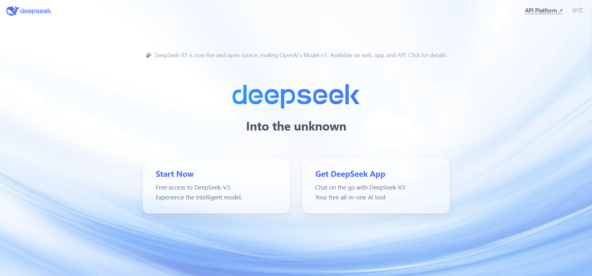 deepseek
API Platform ↗
中文
🎉 DeepSeek-R1 is now live and open source, rivaling OpenAI's Model o1. Available on web, app, and API. Click for details.
deepseek
Into the unknown
Start Now
Free access to DeepSeek-V3.
Experience the intelligent model.
Get DeepSeek App
Chat on the go with DeepSeek-V3
Your free all-in-one AI tool